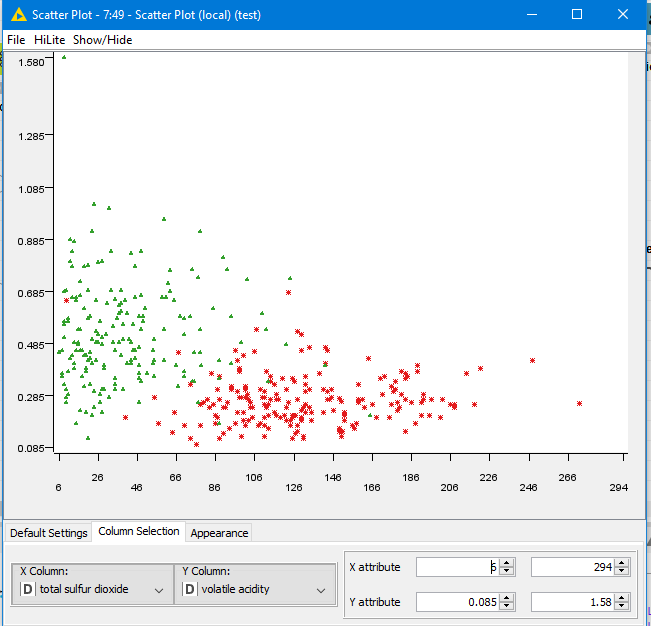 Scatter Plot - 7:49 - Scatter Plot (local) (test)
File HiLite Show/Hide
1.580
1.285
1.085
0.885
0.685
0.485
0.285
0.085
6 26 46 66 86 106 126 146 166 186 206 226 246 266 294
Default Settings Column Selection Appearance
X Column: Y Column:
D total sulfur dioxide D volatile acidity
X attribute 6 294
Y attribute 0.085 1.58